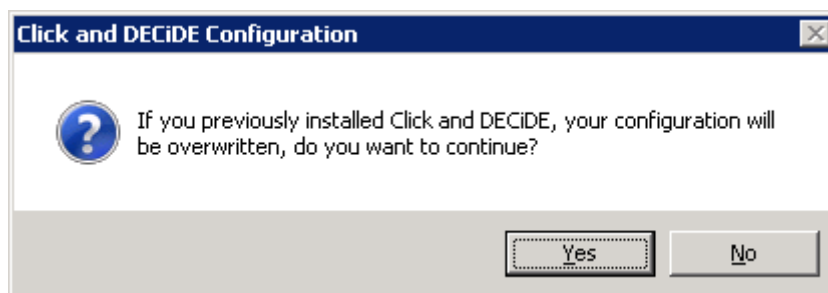 Click and DECiDE Configuration
If you previously installed Click and DECiDE, your configuration will
be overwritten, do you want to continue?
Yes
No